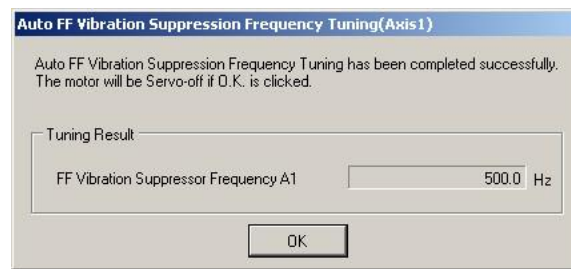 Auto FF Vibration Suppression Frequency Tuning(Axis1)
Auto FF Vibration Suppression Frequency Tuning has been completed successfully.
The motor will be Servo-off if O.K. is clicked.
Tuning Result
FF Vibration Suppressor Frequency A1 500.0 Hz
OK